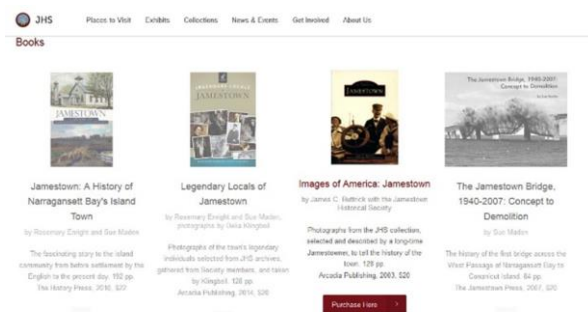 JHS
Places to Visit Exhibits Collections News & Events Get Involved About Us
Books
JAMESTOWN
LEGENDARY LOCALS
JAMESTOWN
JAMESTOWN
The Jamestown Bridge, 1940-2007:
Concept to Demolition
Jamestown: A History of
Narragansett Bay's Island
Town
by Rosemary Enright and Sue Maden
The fascinating story to the island
community from before settlement by the
English to the present day. 192 pp.
The History Press, 2010, $20
Legendary Locals of
Jamestown
by Rosemary Enright and Sue Maden,
photographs by Klingbell
Photographs of the town's legendary
individuals selected from JHS archives,
gathered from Society members, and taken
by Klingbell. 128 pp.
Arcadia Publishing, 2014, $20
Images of America: Jamestown
by James C. Buttrick with the Jamestown
Historical Society
Photographs from the JHS collection,
selected and described by a long-time
Jamestowner, to tell the history of the
town. 128 pp.
Arcadia Publishing, 2003, $20
Purchase Here >
The Jamestown Bridge,
1940-2007: Concept to
Demolition
by Sue Maden
The history of the first bridge across the
West Passage of Narragansett Bay to
Conanicut Island. 84 pp.
The Jamestown Press, 2007, $20